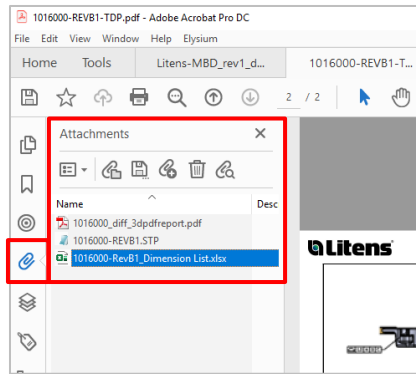 1016000-REVB1-TDP.pdf - Adobe Acrobat Pro DC
File Edit View Window Help Elysium
Home Tools Litens-MBD_rev1_d... 1016000-REVB1-T...
2 / 2
Attachments
Name Desc
1016000_diff_3dpdfreport.pdf
1016000-REVB1.STP
1016000-RevB1_Dimension List.xlsx
Litens